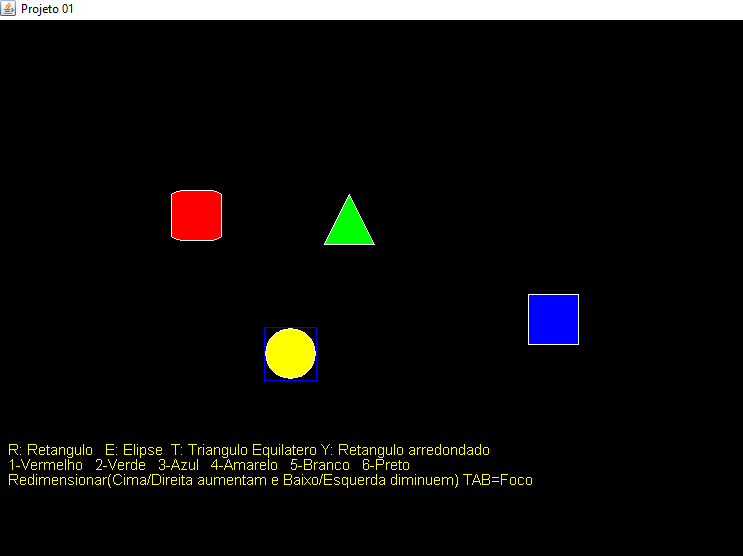 Projeto 01
R: Retangulo E: Elipse T: Triangulo Equilatero Y: Retangulo arredondado
1-Vermelho 2-Verde 3-Azul 4-Amarelo 5-Branco 6-Preto
Redimensionar(Cima/Direita aumentam e Baixo/Esquerda diminuem) TAB=Foco